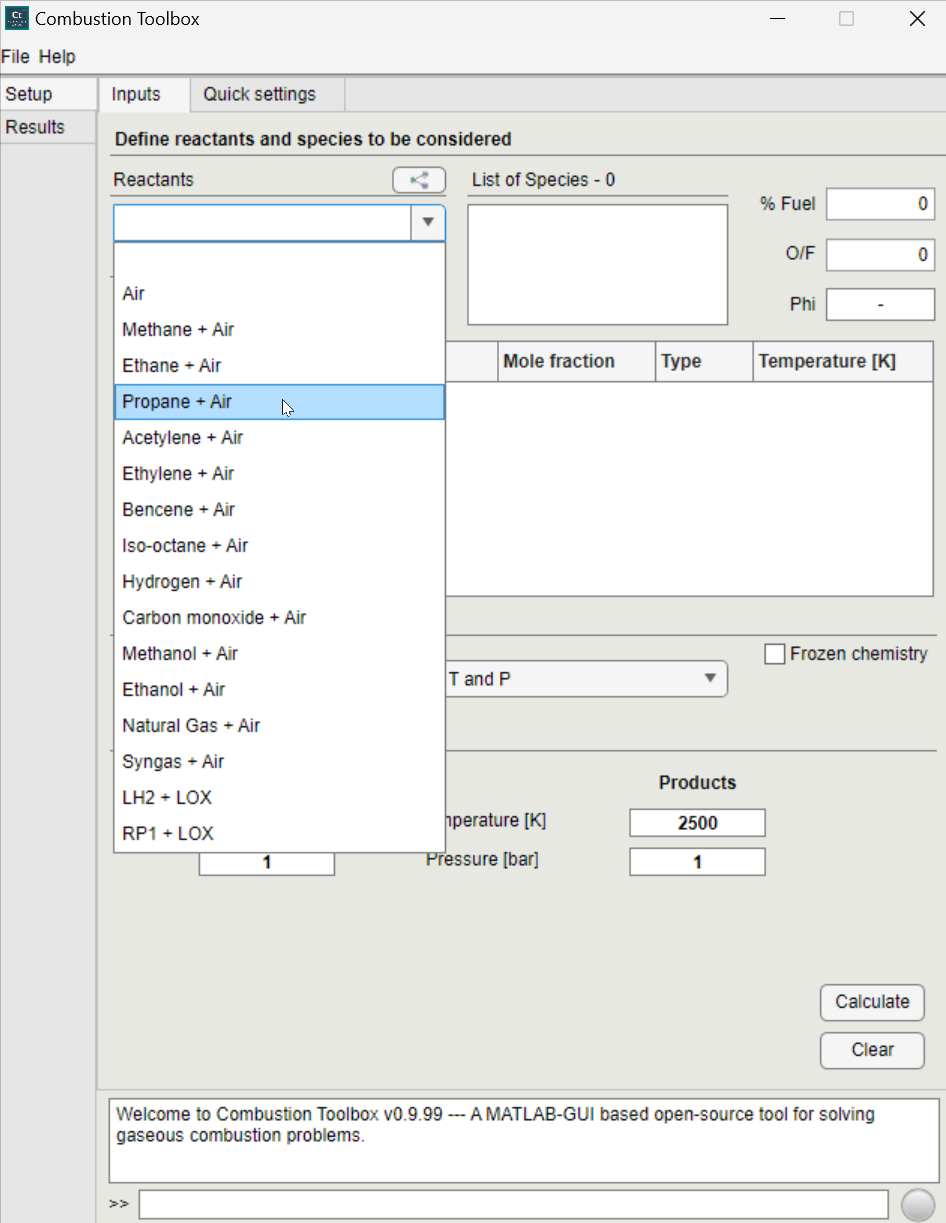 Ct
Combustion Toolbox
File Help
Setup
Results
Inputs
Quick settings
Define reactants and species to be considered
Reactants
List of Species - 0
% Fuel 0
O/F 0
Phi -
Air
Methane + Air
Ethane + Air
Propane + Air
Acetylene + Air
Ethylene + Air
Bencene + Air
Iso-octane + Air
Hydrogen + Air
Carbon monoxide + Air
Methanol + Air
Ethanol + Air
Natural Gas + Air
Syngas + Air
LH2 + LOX
RP1 + LOX
Mole fraction Type Temperature [K]
T and P
Frozen chemistry
Products
mperature [K] 2500
1 Pressure [bar] 1
Calculate
Clear
Welcome to Combustion Toolbox v0.9.99 --- A MATLAB-GUI based open-source tool for solving
gaseous combustion problems.
>>